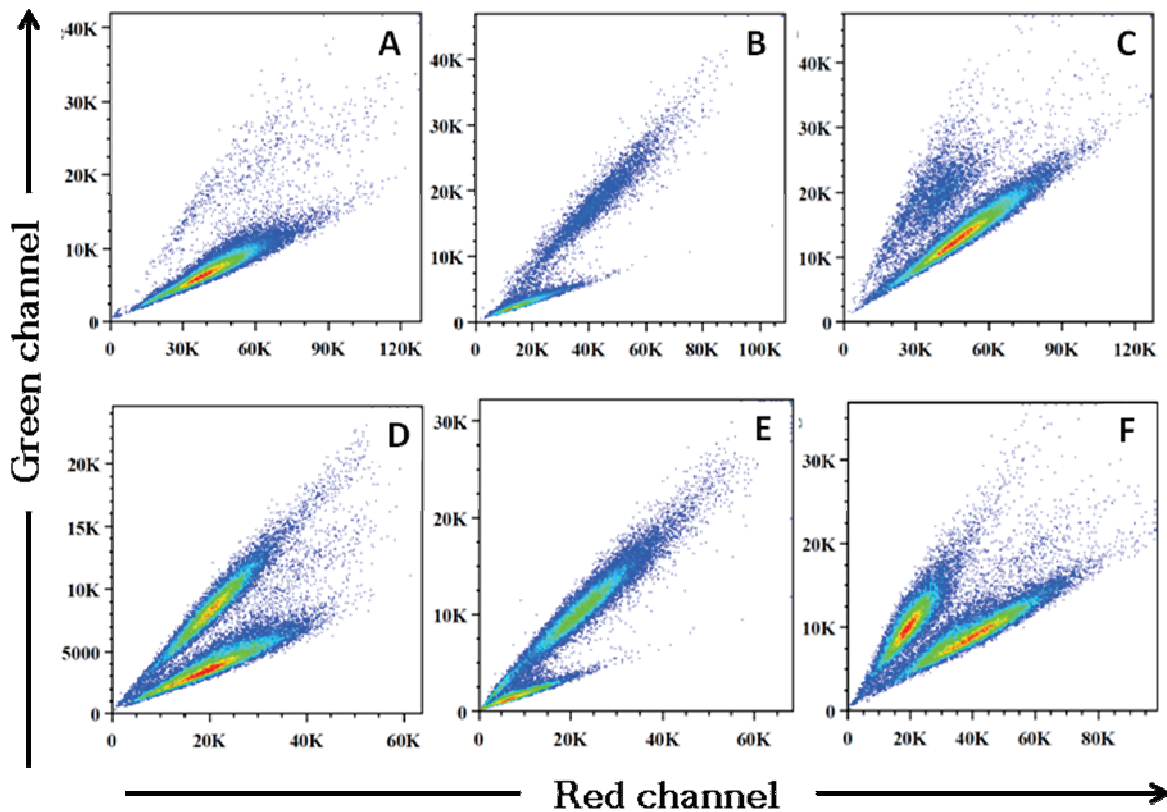 Green channel
A
40K
30K
20K
10K
0
0 30K 60K 90K 120K
B
40K
30K
20K
10K
0
0 20K 40K 60K 80K 100K
C
40K
30K
20K
10K
0
0 30K 60K 90K 120K
D
20K
15K
10K
5000
0
0 20K 40K 60K
E
30K
20K
10K
0
0 20K 40K 60K
F
30K
20K
10K
0
0 20K 40K 60K 80K
Red channel